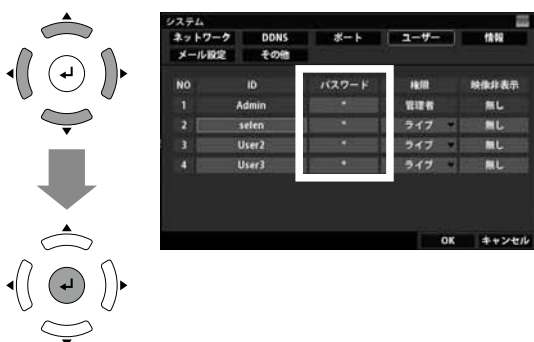 システム
ネットワーク DDNS ポート ユーザー 情報
メール設定 その他
NO ID パスワード 権限 映像非表示
1 Admin * 管理者 無し
2 selen * ライブ 無し
3 User2 * ライブ 無し
4 User3 * ライブ 無し
OK キャンセル